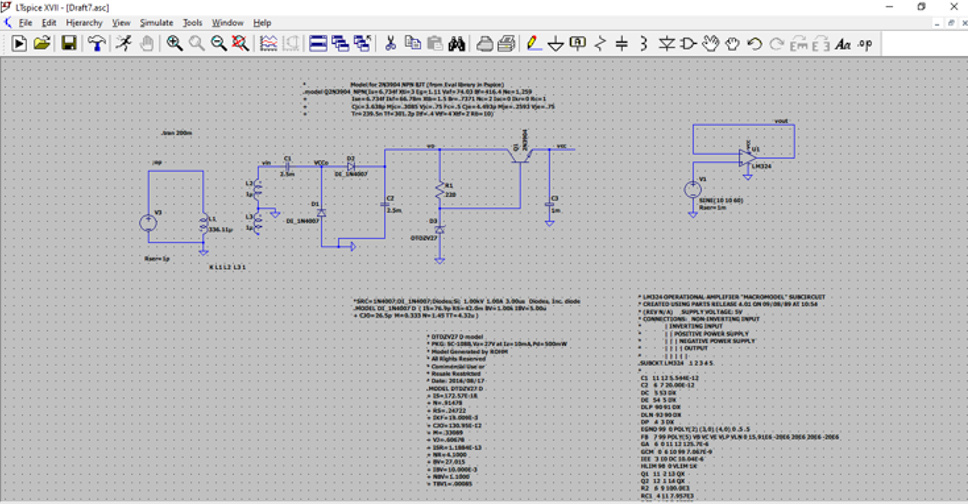 LTspice XVII - [Draft7.asc]
File Edit Hierarchy View Simulate Tools Window Help
Aa .op
* Model for 2N3904 NPN BJT (from Eval library in Pspice)
.model Q2N3904 NPN(Is=6.734f Xti=3 Eg=1.11 Vaf=74.03 Bf=416.4 Ne=1.259
+ Ise=6.734f Ikf=66.78m Xtb=1.5 Br=.7371 Nc=2 Isc=0 Ikr=0 Rc=1
+ Cjc=3.638p Mjc=.3085 Vjc=.75 Fc=.5 Cje=4.493p Mje=.2593 Vje=.75
+ Tr=239.5n Tf=301.2p Itf=.4 Vtf=4 Xtf=2 Rb=10)
.tran 200m
vout
2N3904
Q1
vin
C1
2.5m
VCCo
D2
DI_1N4007
vcc
vcc
U1
LM324
V1
SINE(10 10 60)
Rser=1m
L2
1µ
L3
1µ
R1
220
C2
2.5m
C3
1m
D1
DI_1N4007
V3
L1
336.11µ
D3
DTDZV27
Rser=1p
K L1 L2 L3 1
*SRC=1N4007;DI_1N4007;Diodes;Si; 1.00kV 1.00A 3.00us Diodes, Inc. diode
.MODEL DI_1N4007 D ( IS=76.9p RS=42.0m BV=1.00k IBV=5.00u
+ CJO=26.5p M=0.333 N=1.45 TT=4.32u )
* DTDZV27 D model
* PKG: SC-108B,Vz=27V at Iz=10mA,Pd=500mW
* Model Generated by ROHM
* All Rights Reserved
* Commercial Use or
* Resale Restricted
* Date: 2016/08/17
.MODEL DTDZV27 D
+ IS=172.57E-18
+ N=.91478
+ RS=.24722
+ IKF=19.009E-3
+ CJO=130.95E-12
+ M=.33089
+ VJ=.60678
+ ISR=1.1884E-13
+ NR=4.1000
+ BV=27.015
+ IBV=10.000E-3
+ NBV=1.1000
+ TBV1=.00085
* LM324 OPERATIONAL AMPLIFIER "MACROMODEL" SUBCIRCUIT
* CREATED USING PARTS RELEASE 4.01 ON 09/08/89 AT 10:54
* (REV N/A) SUPPLY VOLTAGE: 5V
* CONNECTIONS: NON-INVERTING INPUT
* | INVERTING INPUT
* | | POSITIVE POWER SUPPLY
* | | | NEGATIVE POWER SUPPLY
* | | | | OUTPUT
* | | | | |
.SUBCKT LM324 1 2 3 4 5
*
C1 11 12 5.544E-12
C2 6 7 20.00E-12
DC 5 53 DX
DE 54 5 DX
DLP 90 91 DX
DLN 92 90 DX
DP 4 3 DX
EGND 99 0 POLY(2) (3,0) (4,0) 0 .5 .5
FB 7 99 POLY(5) VB VC VE VLP VLN 0 15.91E6 -20E6 20E6 20E6 -20E6
GA 6 0 11 12 125.7E-6
GCM 0 6 10 99 7.067E-9
IEE 3 10 DC 10.04E-6
HLIM 90 0 VLIM 1K
Q1 11 2 13 QX
Q2 12 1 14 QX
R2 6 9 100.0E3
RC1 4 11 7.957E3